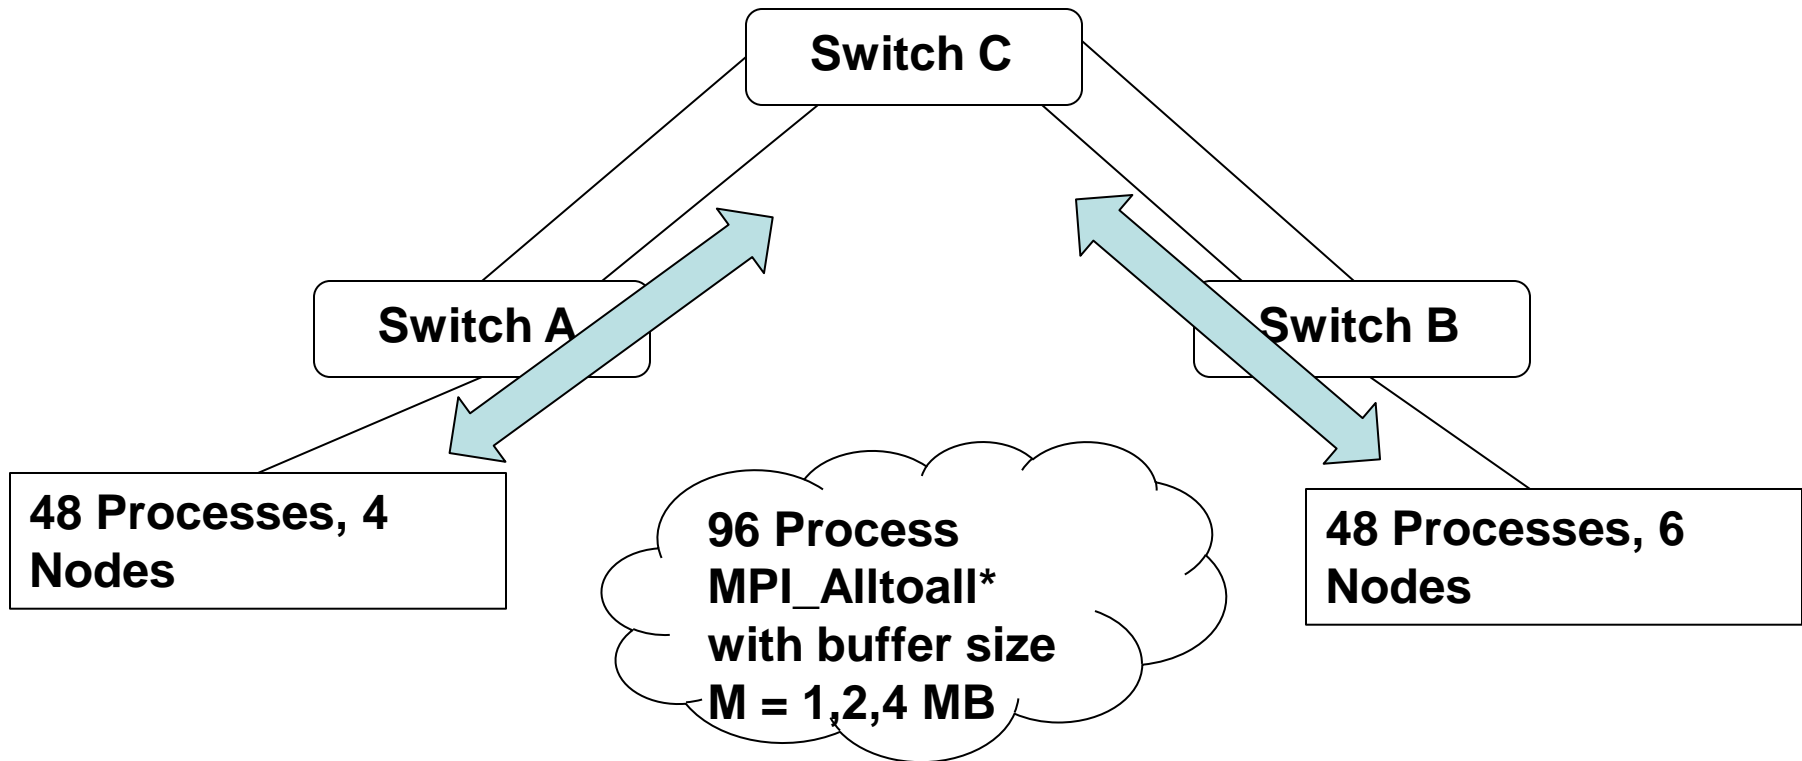 Switch C
Switch A
Switch B
48 Processes, 4
Nodes
96 Process
MPI_Alltoall*
with buffer size
M = 1,2,4 MB
48 Processes, 6
Nodes